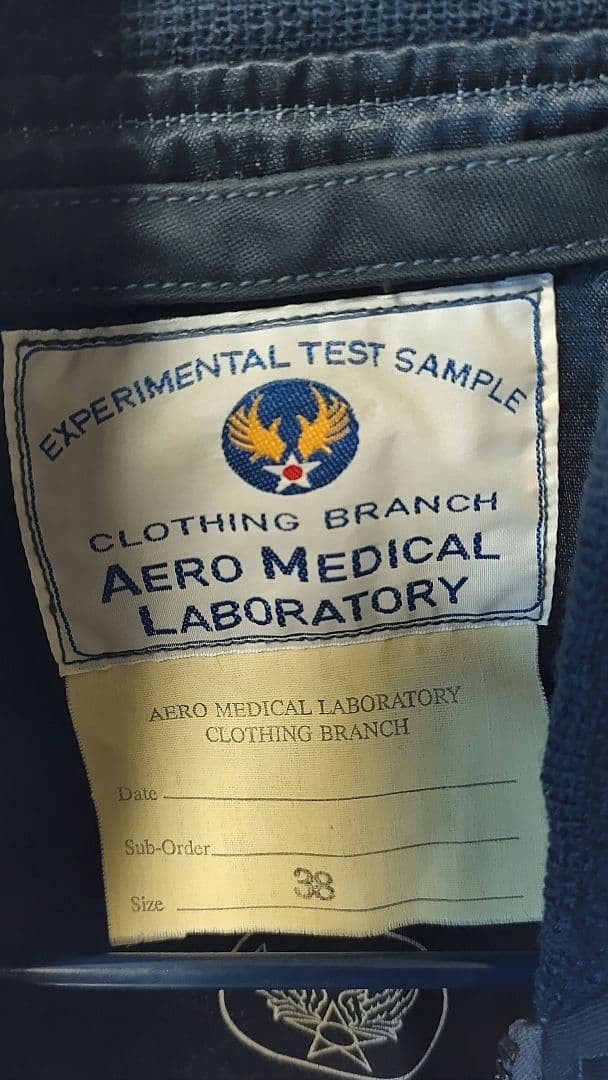 EXPERIMENTAL TEST SAMPLE
CLOTHING BRANCH
AERO MEDICAL
LABORATORY
AERO MEDICAL LABORATORY
CLOTHING BRANCH
Date
Sub-Order
Size 38